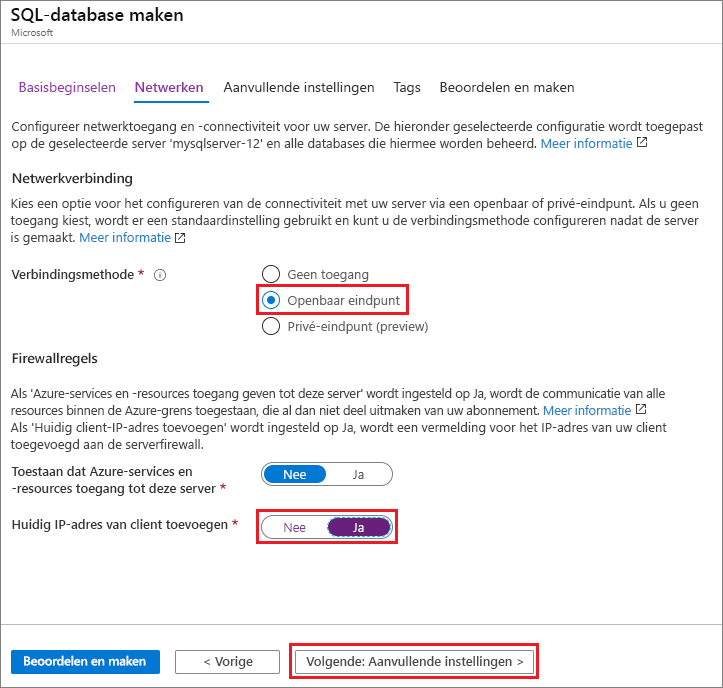 SQL-database maken
Microsoft
Basisbeginselen Netwerken Aanvullende instellingen Tags Beoordelen en maken
Configureer netwerktoegang en -connectiviteit voor uw server. De hieronder geselecteerde configuratie wordt toegepast
op de geselecteerde server 'mysqlserver-12' en alle databases die hiermee worden beheerd. Meer informatie
Netwerkverbinding
Kies een optie voor het configureren van de connectiviteit met uw server via een openbaar of privé-eindpunt. Als u geen
toegang kiest, wordt er een standaardinstelling gebruikt en kunt u de verbindingsmethode configureren nadat de server
is gemaakt. Meer informatie
Verbindingsmethode *
Geen toegang
Openbaar eindpunt
Privé-eindpunt (preview)
Firewallregels
Als 'Azure-services en -resources toegang geven tot deze server' wordt ingesteld op Ja, wordt de communicatie van alle
resources binnen de Azure-grens toegestaan, die al dan niet deel uitmaken van uw abonnement. Meer informatie
Als 'Huidig client-IP-adres toevoegen' wordt ingesteld op Ja, wordt een vermelding voor het IP-adres van uw client
toegevoegd aan de serverfirewall.
Toestaan dat Azure-services en
-resources toegang tot deze server *
Nee Ja
Huidig IP-adres van client toevoegen *
Nee Ja
Beoordelen en maken < Vorige Volgende: Aanvullende instellingen >